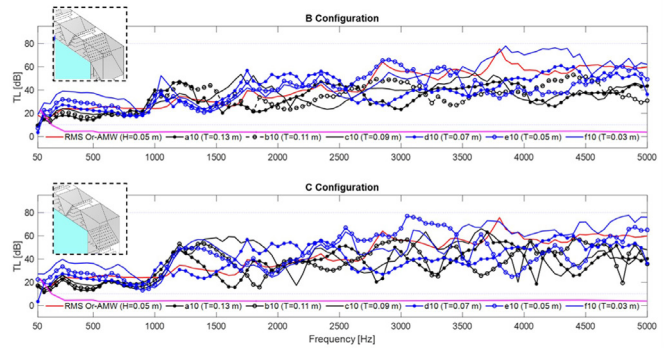 B Configuration
TL [dB]
80
60
40
20
0
RMS Or-AMW (H=0.05 m) a10 (T=0.13 m) b10 (T=0.11 m) c10 (T=0.09 m) d10 (T=0.07 m) e10 (T=0.05 m) f10 (T=0.03 m)
50 500 1000 1500 2000 2500 3000 3500 4000 4500 5000
C Configuration
TL [dB]
80
60
40
20
0
RMS Or-AMW (H=0.05 m) a10 (T=0.13 m) b10 (T=0.11 m) c10 (T=0.09 m) d10 (T=0.07 m) e10 (T=0.05 m) f10 (T=0.03 m)
50 500 1000 1500 2000 2500 3000 3500 4000 4500 5000
Frequency [Hz]